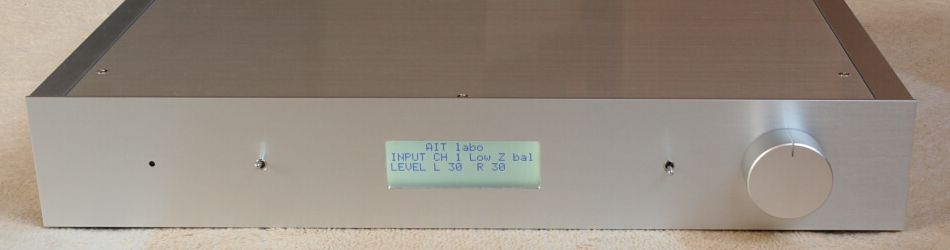 AIT labo
INPUT CH 1 Low Z bal
LEVEL L 30 R 30